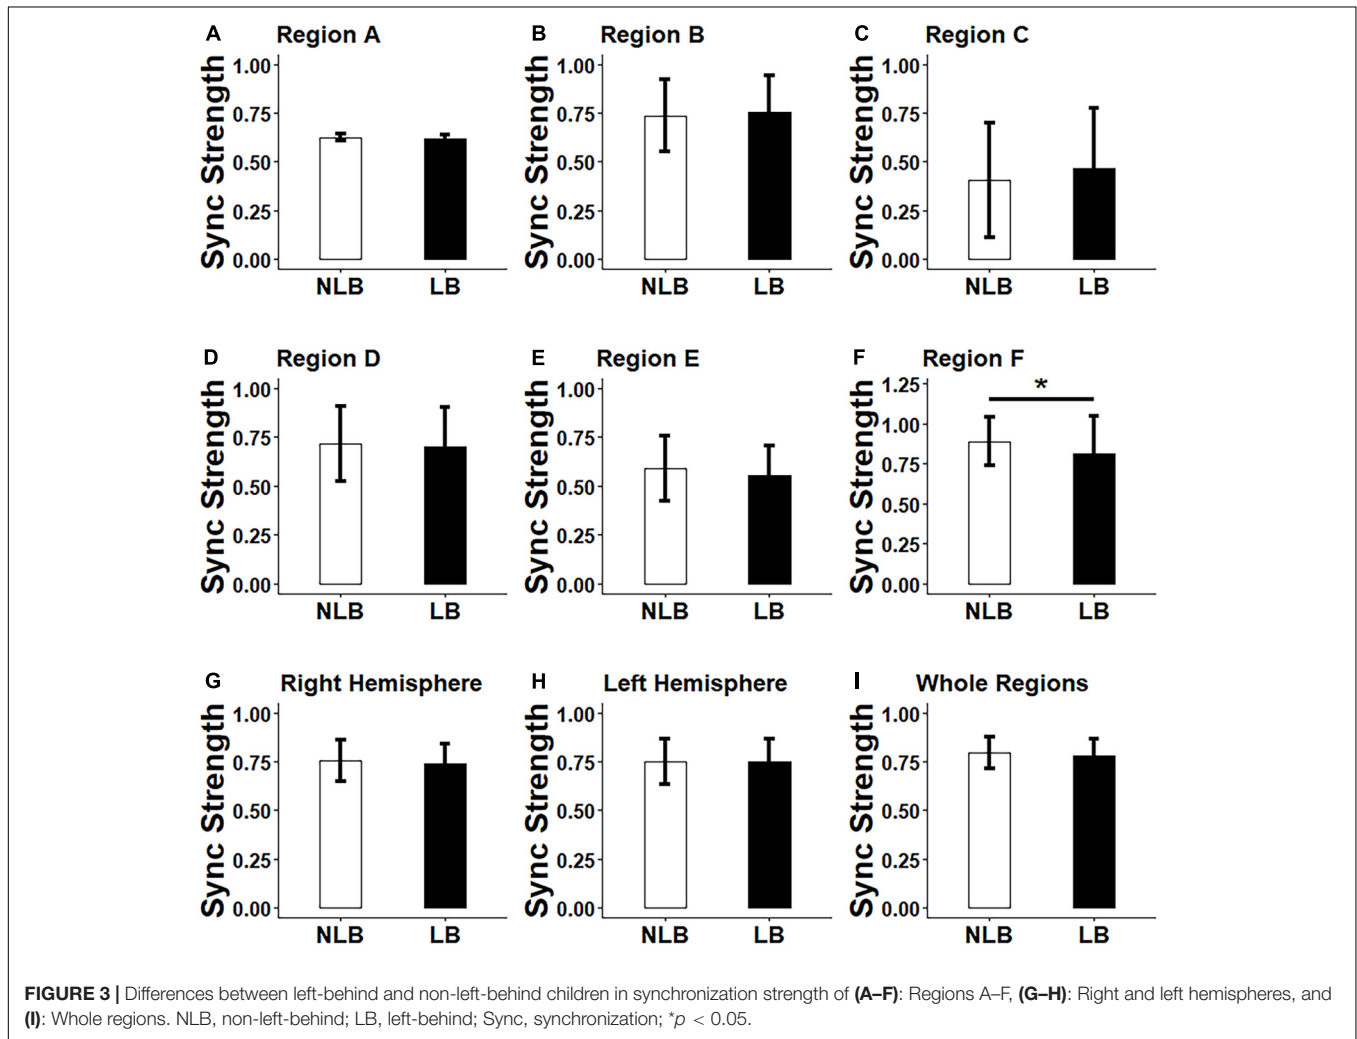 A Region A
Sync Strength
1.00
0.75
0.50
0.25
0.00
NLB LB
B Region B
Sync Strength
1.00
0.75
0.50
0.25
0.00
NLB LB
C Region C
Sync Strength
1.00
0.75
0.50
0.25
0.00
NLB LB
D Region D
Sync Strength
1.00
0.75
0.50
0.25
0.00
NLB LB
E Region E
Sync Strength
1.00
0.75
0.50
0.25
0.00
NLB LB
F Region F
Sync Strength
1.25
1.00
0.75
0.50
0.25
0.00
*
NLB LB
G Right Hemisphere
Sync Strength
1.00
0.75
0.50
0.25
0.00
NLB LB
H Left Hemisphere
Sync Strength
1.00
0.75
0.50
0.25
0.00
NLB LB
I Whole Regions
Sync Strength
1.00
0.75
0.50
0.25
0.00
NLB LB
FIGURE 3 | Differences between left-behind and non-left-behind children in synchronization strength of (A–F): Regions A–F, (G–H): Right and left hemispheres, and
(I): Whole regions. NLB, non-left-behind; LB, left-behind; Sync, synchronization; *p < 0.05.